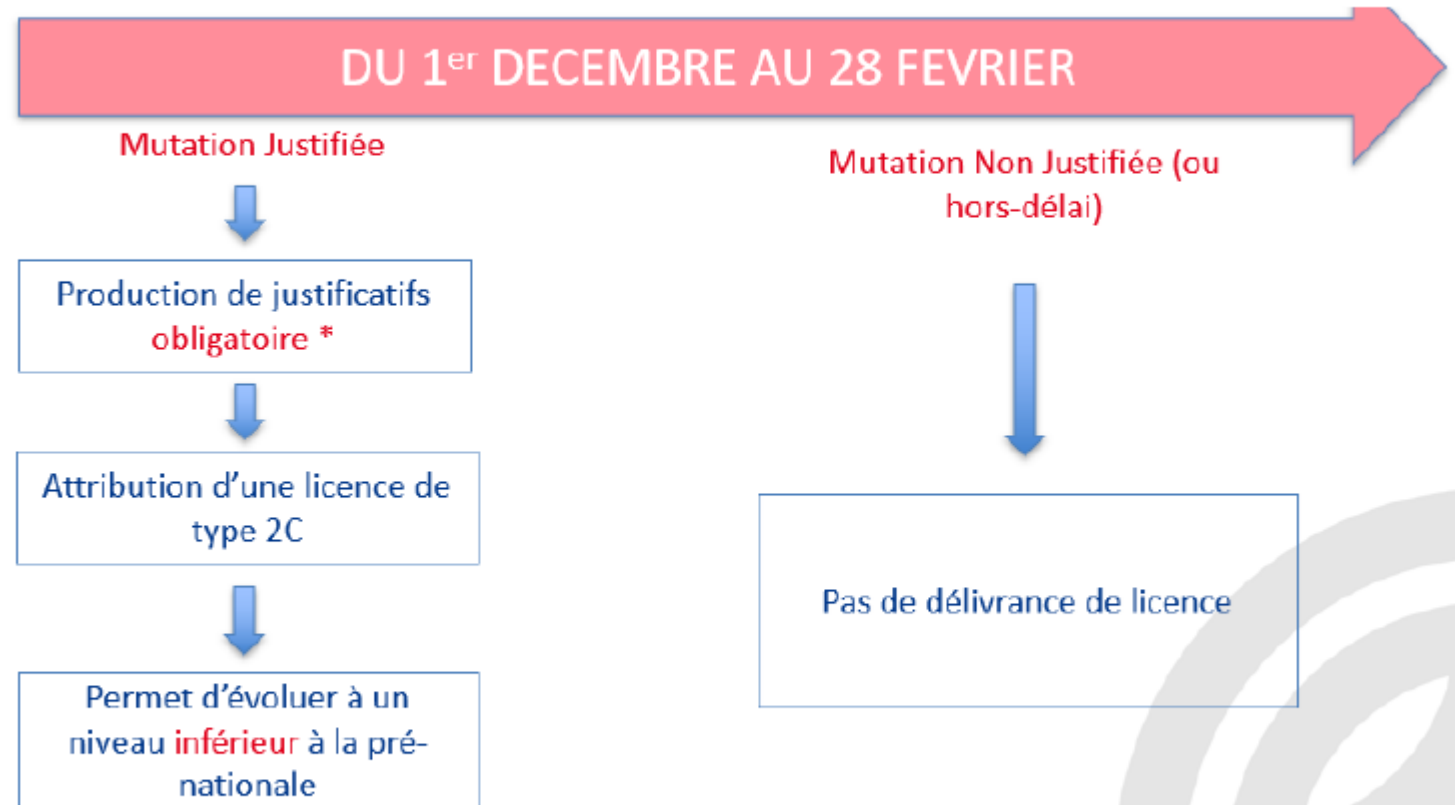 DU 1er DECEMBRE AU 28 FEVRIER
Mutation Justifiée
Production de justificatifs
obligatoire *
Attribution d'une licence de
type 2C
Permet d'évoluer à un
niveau inférieur à la pré-
nationale
Mutation Non Justifiée (ou
hors-délai)
Pas de délivrance de licence